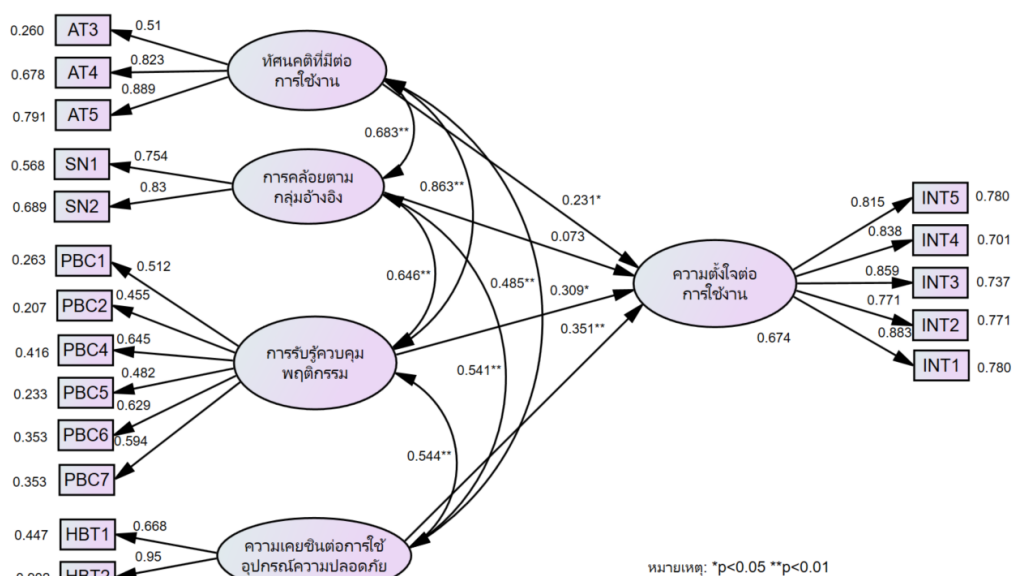 0.260 AT3 0.51
0.678 AT4 0.823
0.791 AT5 0.889
ทัศนคติที่มีต่อ
การใช้งาน
0.683**
0.568 SN1 0.754
0.689 SN2 0.83
การคล้อยตาม
กลุ่มอ้างอิง
0.863**
0.231*
0.073
0.646**
0.485**
0.309*
0.351**
0.263 PBC1 0.512
0.207 PBC2 0.455
0.416 PBC4 0.645
0.233 PBC5 0.482
0.353 PBC6 0.629
0.353 PBC7 0.594
การรับรู้ควบคุม
พฤติกรรม
0.541**
0.544**
ความตั้งใจต่อ
การใช้งาน
0.674
0.815 INT5 0.780
0.838 INT4 0.701
0.859 INT3 0.737
0.771 INT2 0.771
0.883 INT1 0.780
0.447 HBT1 0.668
HBT2 0.95
ความเคยชินต่อการใช้
อุปกรณ์ความปลอดภัย
หมายเหตุ: *p<0.05 **p<0.01